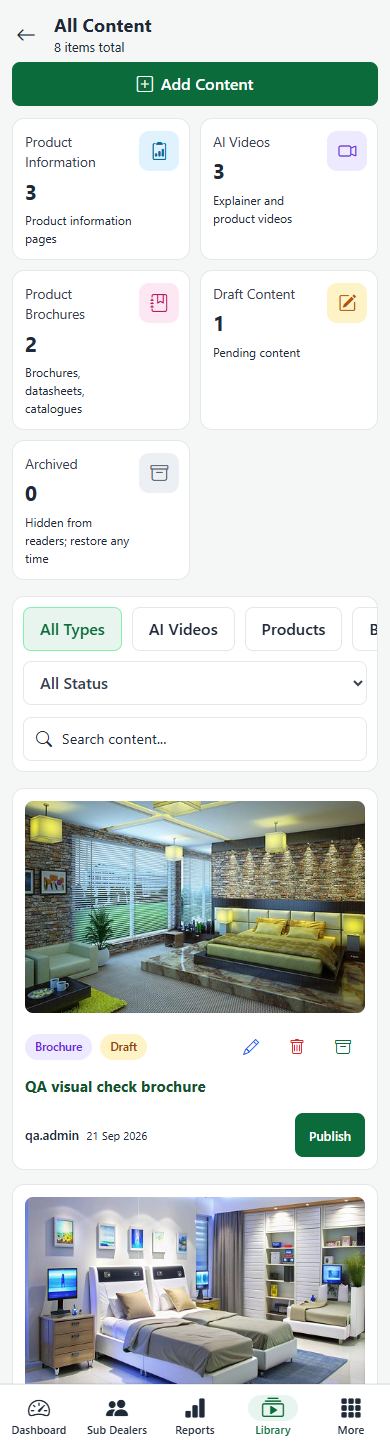 All Content
8 items total
Add Content
Product
Information
3
Product information
pages
AI Videos
3
Explainer and
product videos
Product
Brochures
2
Brochures,
datasheets,
catalogues
Draft Content
1
Pending content
Archived
0
Hidden from
readers; restore any
time
All Types
AI Videos
Products
B
All Status
Search content...
Brochure
Draft
QA visual check brochure
qa.admin 21 Sep 2026
Publish
Dashboard
Sub Dealers
Reports
Library
More